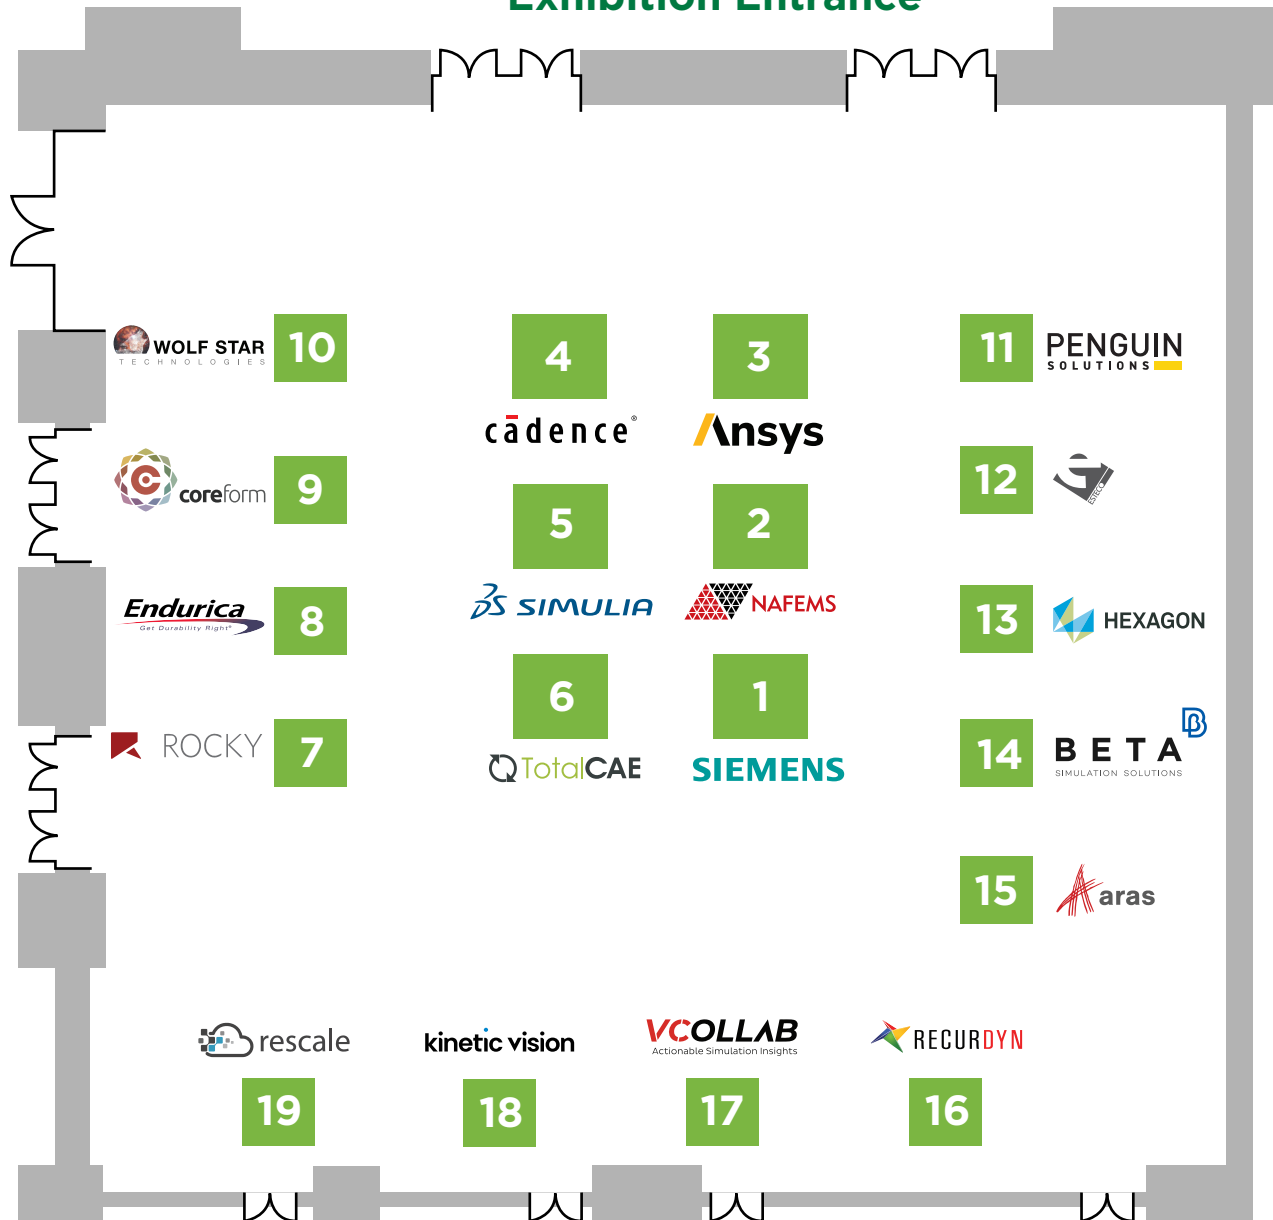 Exhibition Entrance
WOLF STAR
TECHNOLOGIES
10
4
3
11
PENGUIN
SOLUTIONS
cādence®
Ansys
coreform
9
5
2
12
ESTECO
Endurica
Get Durability Right®
8
SIMULIA
NAFEMS
13
HEXAGON
6
1
ROCKY
7
TotalCAE
SIEMENS
14
BETA
SIMULATION SOLUTIONS
15
aras
rescale
kinetic vision
VCOLLAB
Actionable Simulation Insights
RECURDYN
19
18
17
16